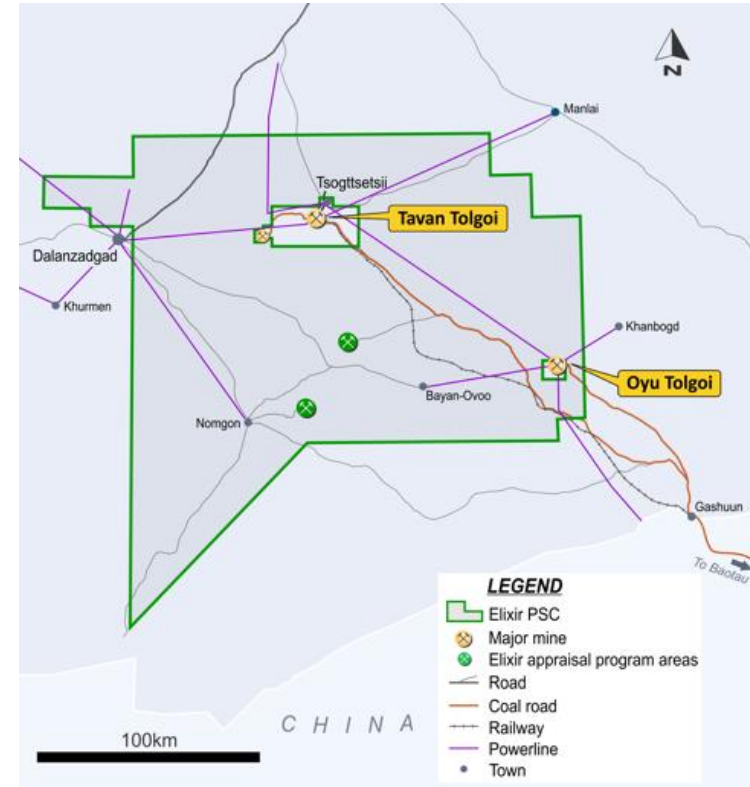 N
Manlai
Tsogttsetsii
Tavan Tolgoi
Dalanzadgad
Khurmen
Khanbogd
Oyu Tolgoi
Bayan-Ovoo
Nomgon
Gashuun
To Baotau
LEGEND
Elixir PSC
Major mine
Elixir appraisal program areas
Road
Coal road
Railway
Powerline
Town
CHINA
100km